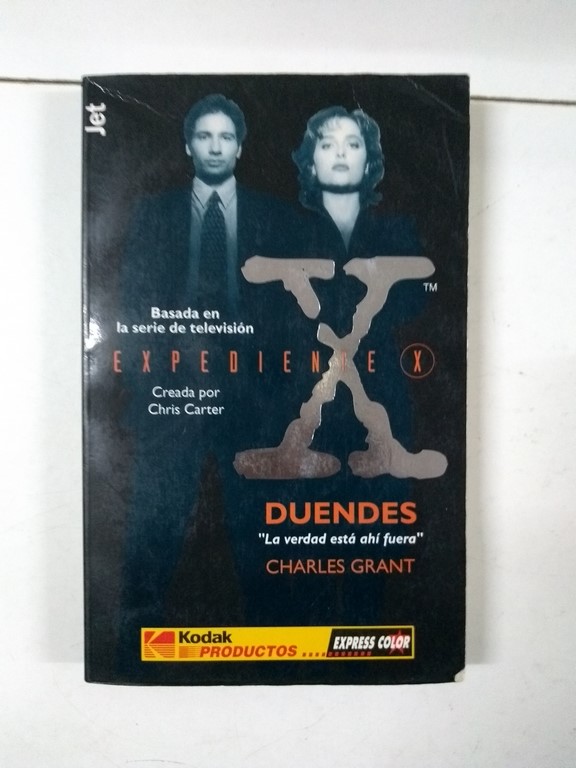 Jet
Basada en
la serie de televisión
EXPEDIENTE X
Creada por
Chris Carter
X
TM
DUENDES
"La verdad está ahí fuera"
CHARLES GRANT
Kodak
PRODUCTOS
EXPRESS COLOR